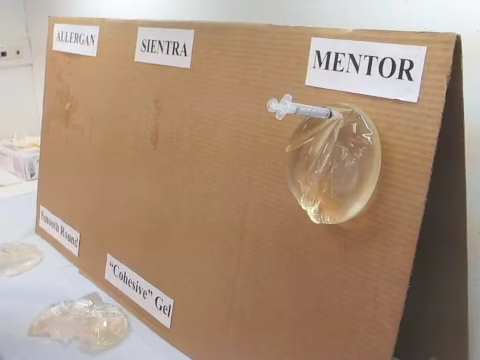 ALLERGAN
SIENTRA
MENTOR
Smooth Round
"Cohesive" Gel